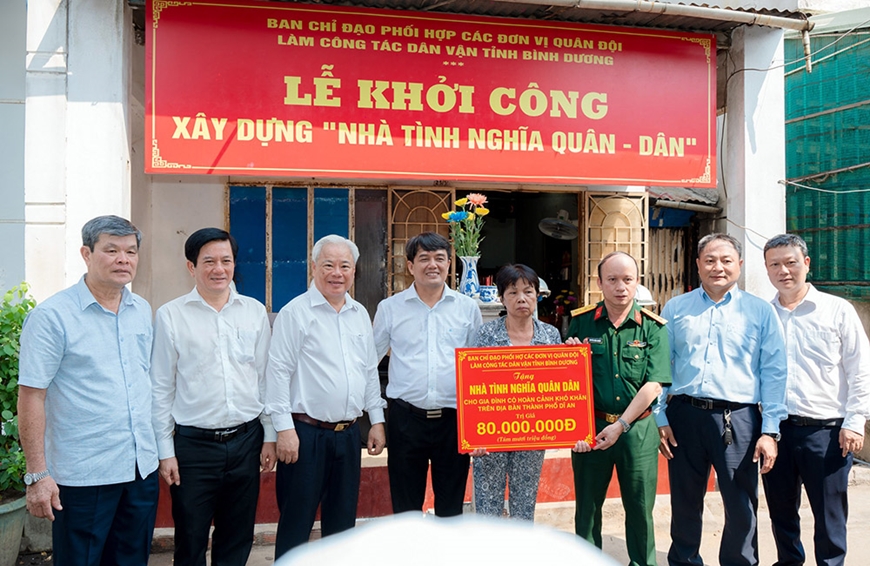 BAN CHỈ ĐẠO PHỐI HỢP CÁC ĐƠN VỊ QUÂN ĐỘI
LÀM CÔNG TÁC DÂN VẬN TỈNH BÌNH DƯƠNG
***
LỄ KHỞI CÔNG
XÂY DỰNG "NHÀ TÌNH NGHĨA QUÂN - DÂN"
BAN CHỈ ĐẠO PHỐI HỢ CÁC ĐƠN VỊ QUÂN ĐỘI
LÀM CÔNG TÁC DÂN VẬN TỈNH BÌNH DƯƠNG
Tặng
NHÀ TÌNH NGHĨA QUÂN DÂN
CHO GIA ĐÌNH CÓ HOÀN CẢNH KHÓ KHĂN
TRÊN ĐỊA BÀN THÀNH PHỐ DĨ AN
Trị Giá
80.000.000Đ
(Tám mươi triệu đồng)